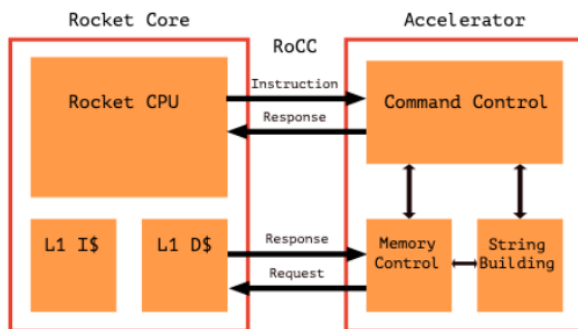 Rocket Core
Accelerator
RoCC
Rocket CPU
Instruction
Response
Command Control
L1 I$
L1 D$
Response
Request
Memory
Control
String
Building